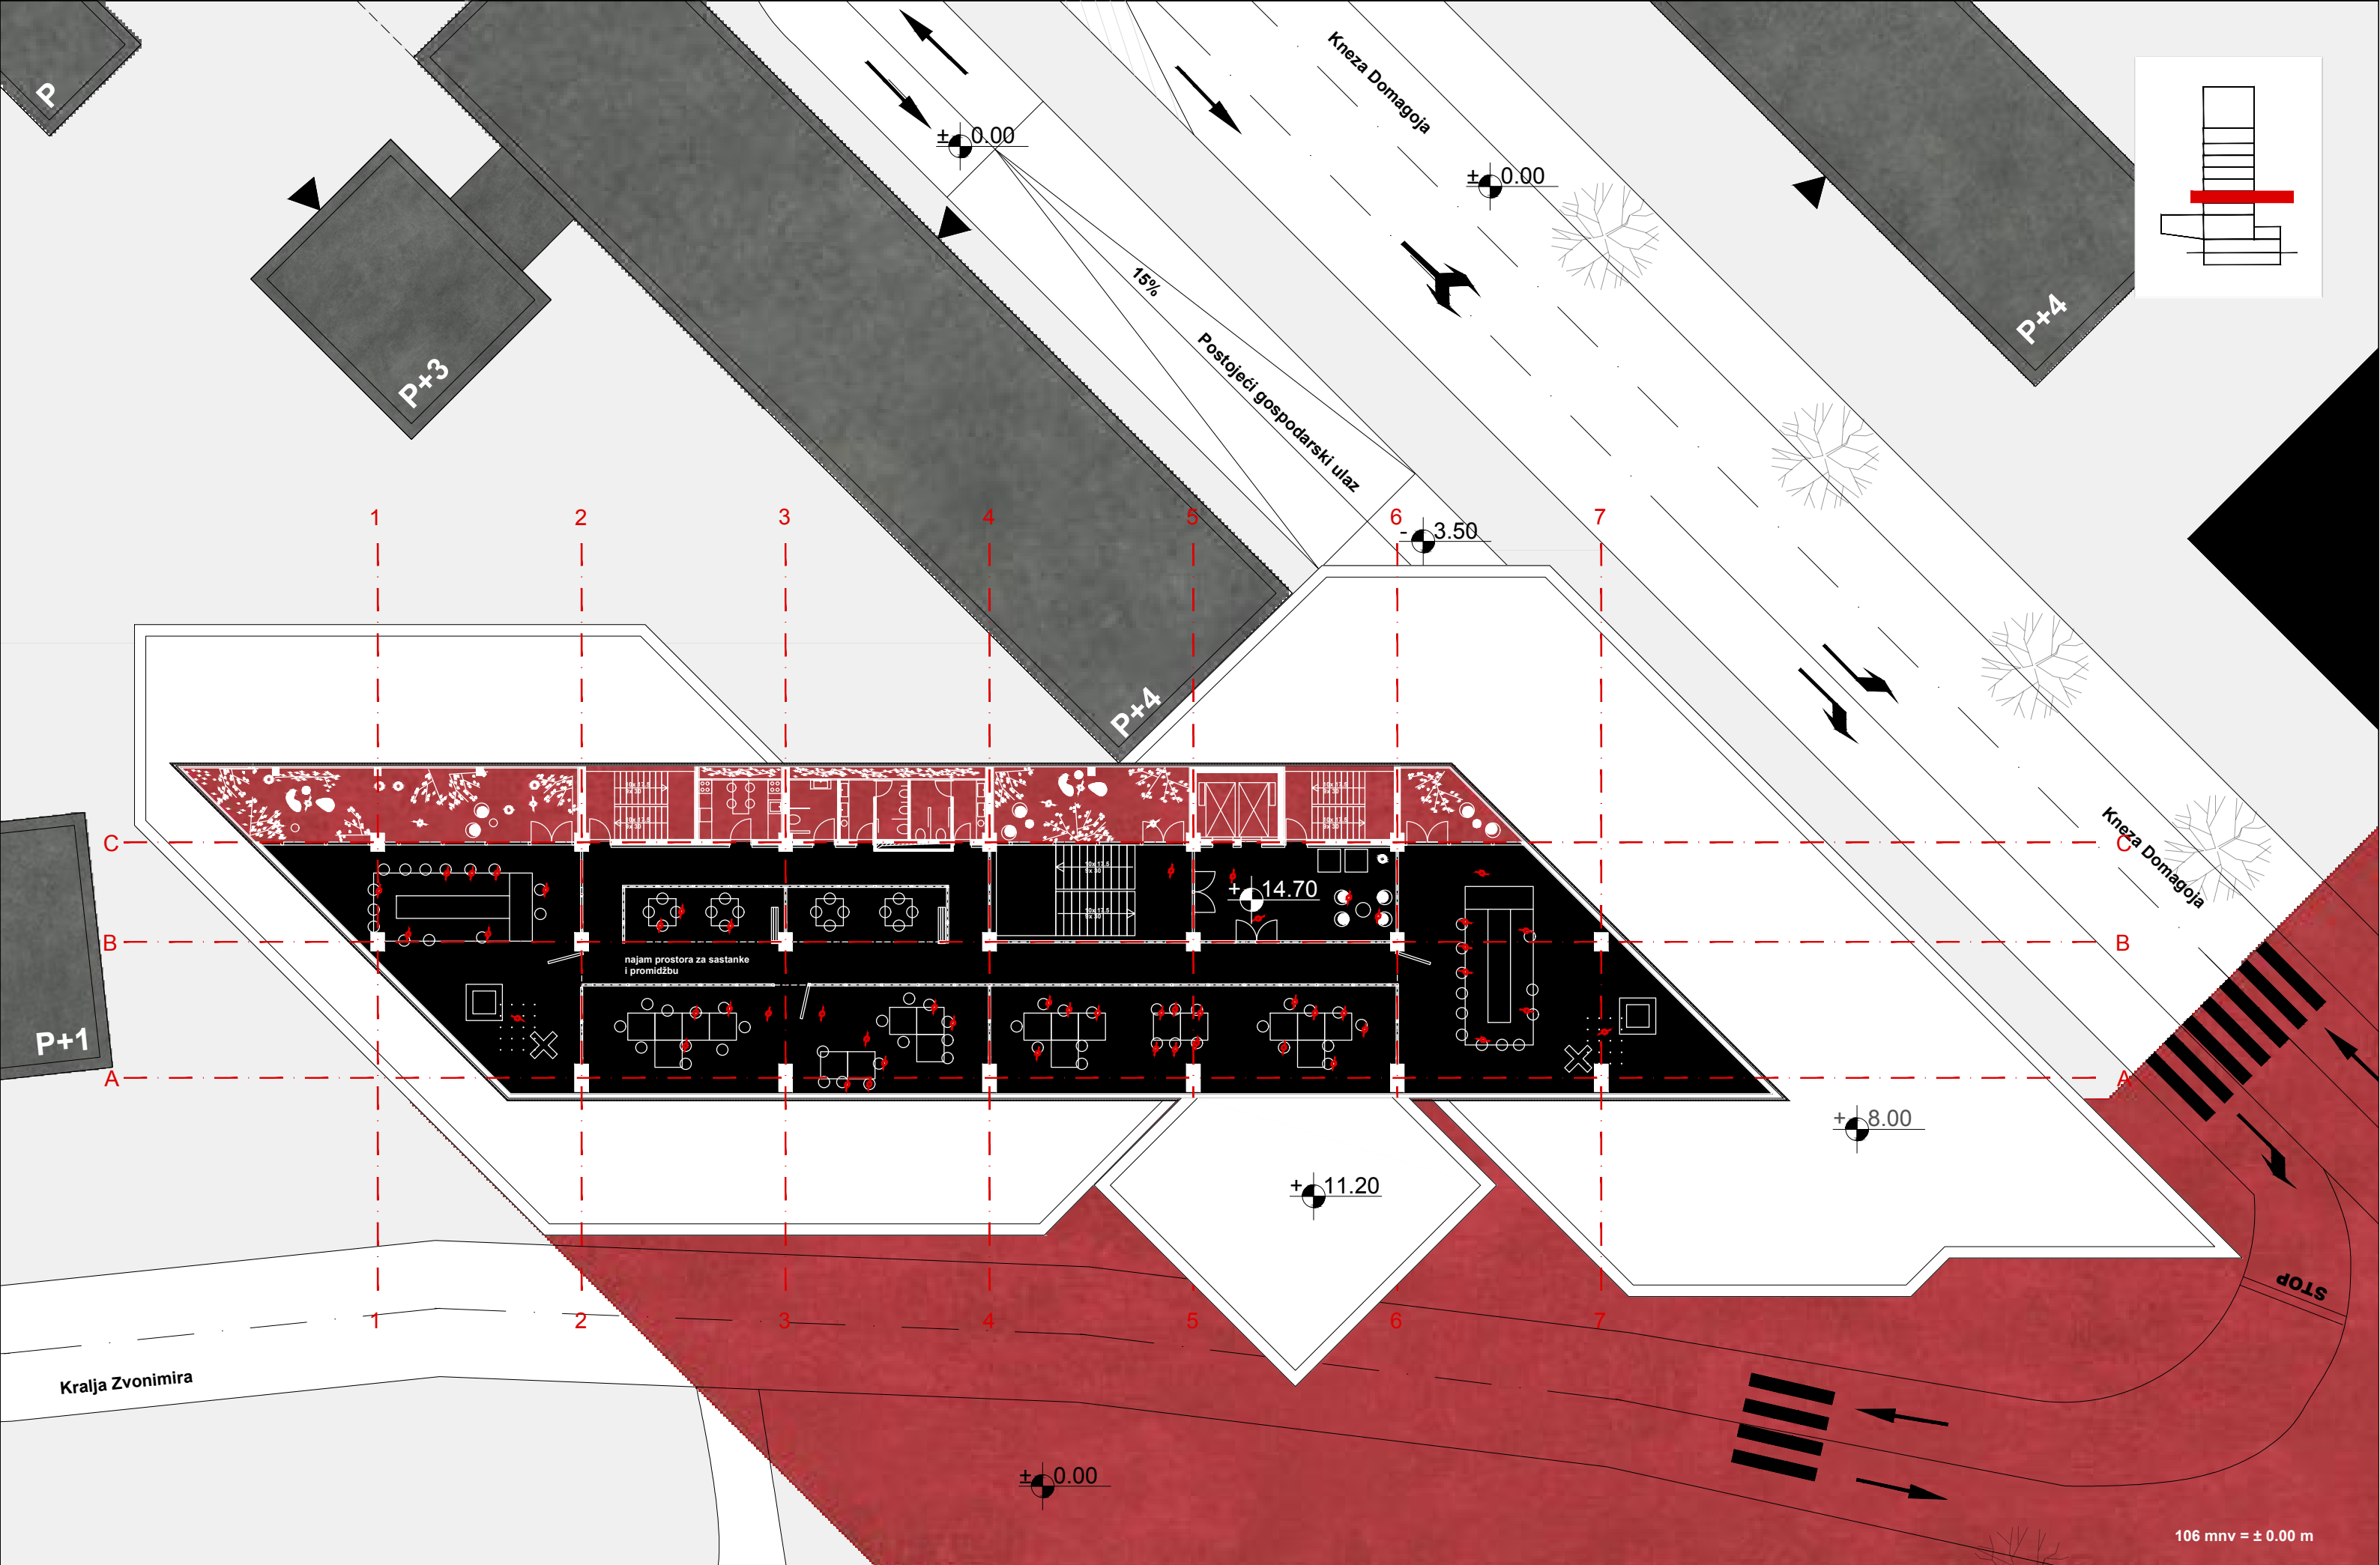 P
Kneza Domagoja
±0.00
±0.00
15%
P+4
P+3
Postojeći gospodarski ulaz
1 2 3 4 5 6 7
- 3.50
P+4
C
C
Kneza Domagoja
+ 14.70
B
B
najam prostora za sastanke
i promidžbu
P+1
A
A
+ 8.00
+ 11.20
STOP
1 2 3 4 5 6 7
Kralja Zvonimira
±0.00
106 mnv = ± 0.00 m